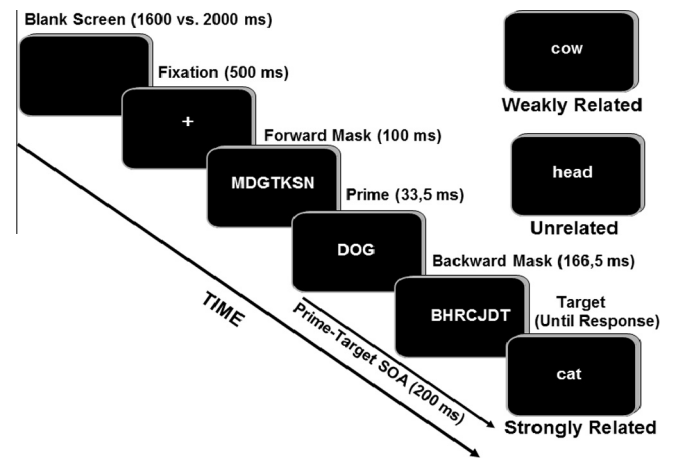 Blank Screen (1600 vs. 2000 ms)
Fixation (500 ms)
+
Forward Mask (100 ms)
MDGTKSN
Prime (33,5 ms)
DOG
Backward Mask (166,5 ms)
BHRCJDT
Target
(Until Response)
cat
Strongly Related
cow
Weakly Related
head
Unrelated
TIME
Prime-Target SOA (200 ms)